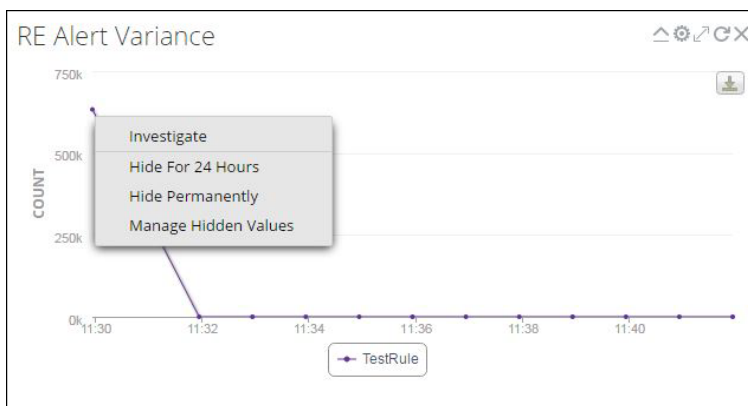 RE Alert Variance
750k
500k
250k
0k
COUNT
Investigate
Hide For 24 Hours
Hide Permanently
Manage Hidden Values
11:30 11:32 11:34 11:36 11:38 11:40
TestRule